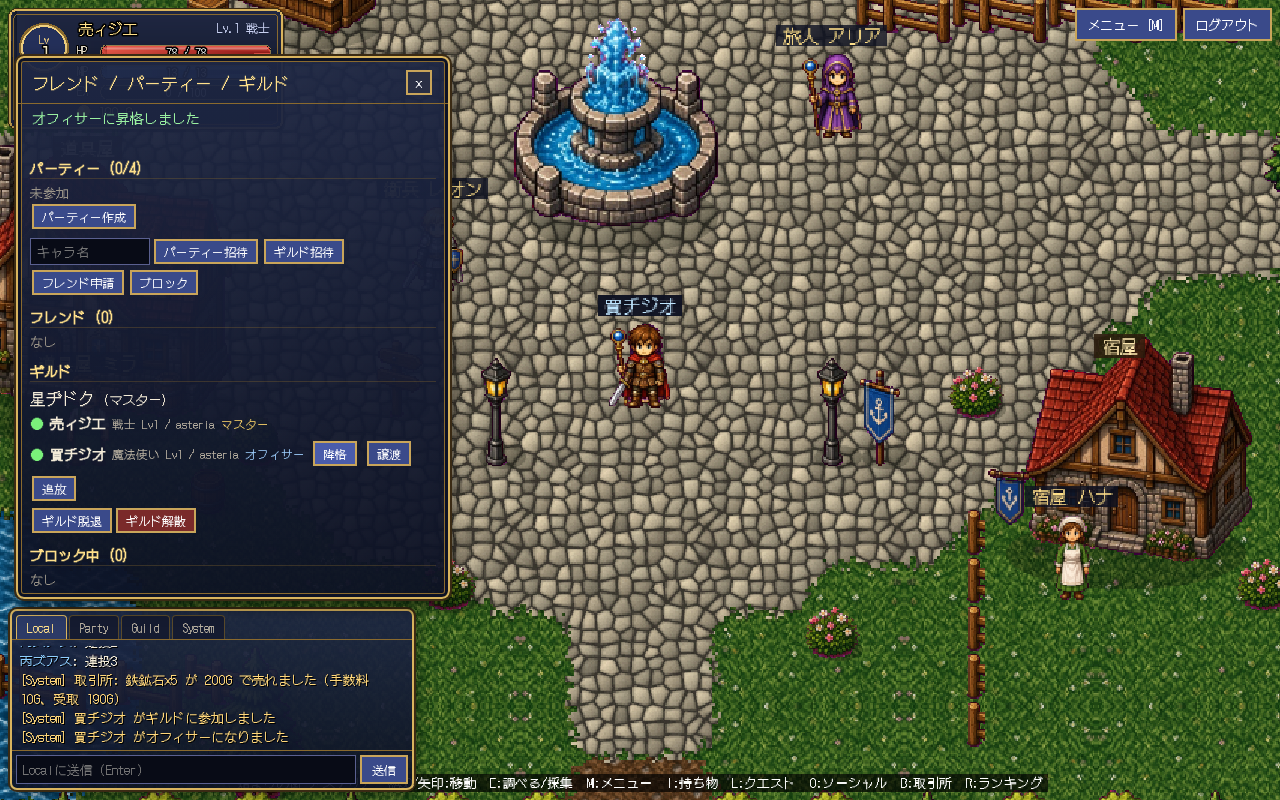 売ィジエ
Lv.1 戦士
Lv
1
HP
78 / 78
メニュー [M]
ログアウト
旅人 アリア
フレンド / パーティー / ギルド
x
オフィサーに昇格しました
パーティー (0/4)
未参加
パーティー作成
キャラ名
パーティー招待
ギルド招待
フレンド申請
ブロック
フレンド (0)
なし
ギルド
星ヂドク (マスター)
売ィジエ 戦士 Lv1 / asteria マスター
買チジオ 魔法使い Lv1 / asteria オフィサー
降格
譲渡
追放
ギルド脱退
ギルド解散
ブロック中 (0)
なし
オン
買チジオ
宿屋
宿屋 ハナ
Local
Party
Guild
System
丙ズアス: 連投3
[System] 取引所: 鉄鉱石x5 が 200G で売れました (手数料
10G、受取 190G)
[System] 買チジオ がギルドに参加しました
[System] 買チジオ がオフィサーになりました
Localに送信 (Enter)
送信
矢印:移動 E:調べる/採集 M:メニュー I:持ち物 L:クエスト O:ソーシャル B:取引所 R:ランキング